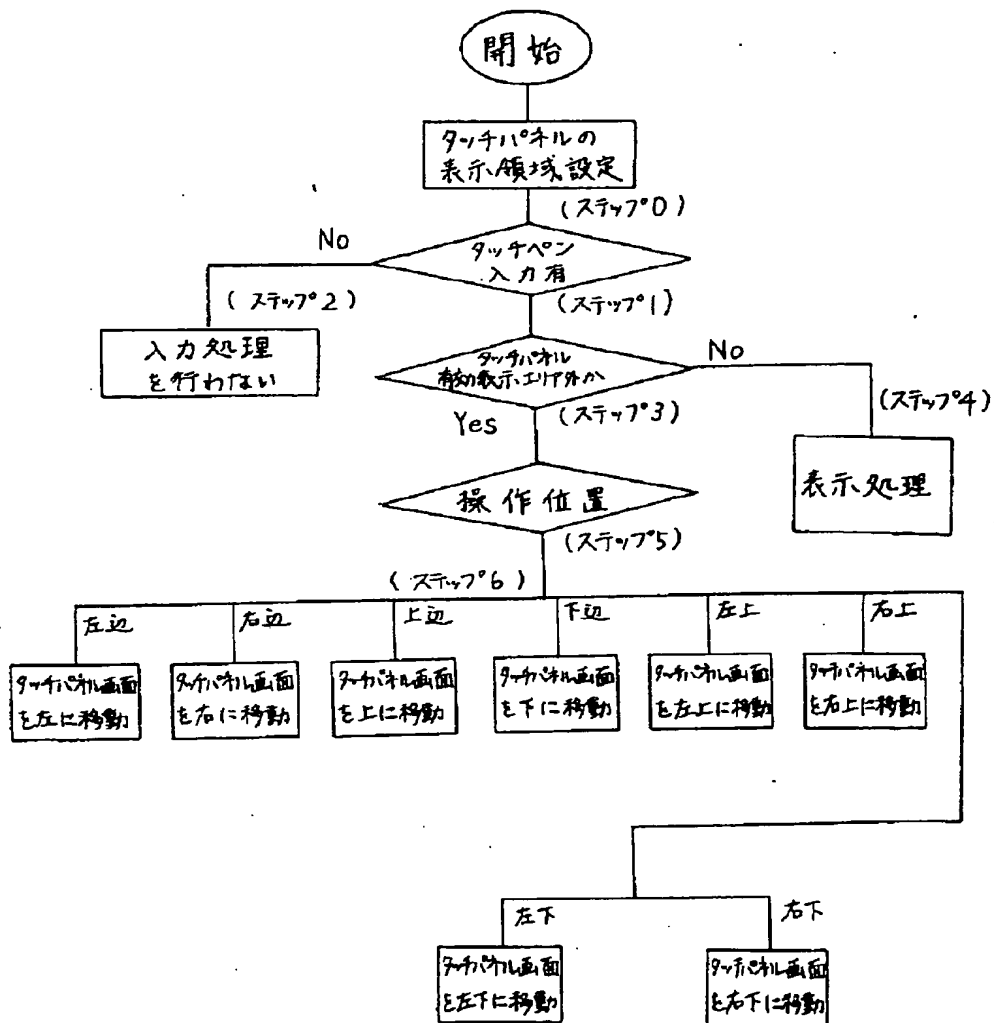 開始
タッチパネルの
表示領域設定
(ステップ0)
No
タッチペン
入力有
(ステップ2)
(ステップ1)
入力処理
を行わない
タッチパネル
有効表示エリア外か
No
Yes
(ステップ3)
(ステップ4)
表示処理
操作位置
(ステップ5)
(ステップ6)
左辺
右辺
上辺
下辺
左上
右上
タッチパネル画面
を左に移動
タッチパネル画面
を右に移動
タッチパネル画面
を上に移動
タッチパネル画面
を下に移動
タッチパネル画面
を左上に移動
タッチパネル画面
を右上に移動
左下
右下
タッチパネル画面
を左下に移動
タッチパネル画面
を右下に移動